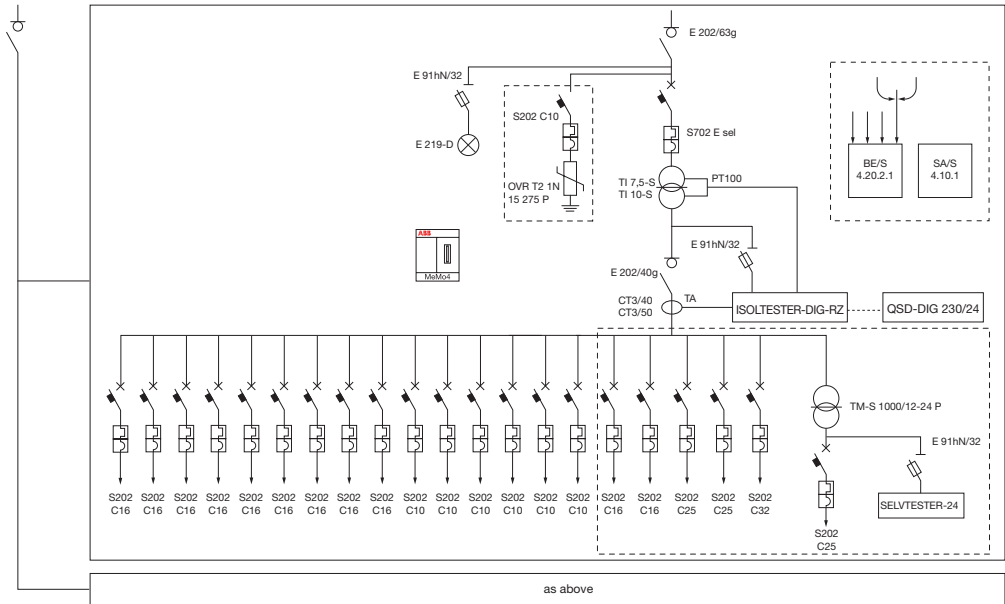 E 202/63g
E 91hN/32
S202 C10
E 219-D
S702 E sel
OVR T2 1N
15 275 P
TI 7,5-S
TI 10-S
PT100
BE/S
4.20.2.1
SA/S
4.10.1
ABB
MeMo4
E 91hN/32
E 202/40g
CT3/40
CT3/50
TA
ISOLTESTER-DIG-RZ
QSD-DIG 230/24
TM-S 1000/12-24 P
E 91hN/32
SELVTESTER-24
S202 S202 S202 S202 S202 S202 S202 S202 S202 S202 S202 S202 S202 S202 S202 S202 S202 S202 S202 S202
C16 C16 C16 C16 C16 C16 C16 C16 C16 C10 C10 C10 C10 C10 C10 C16 C16 C25 C25 C32
S202
C25
as above